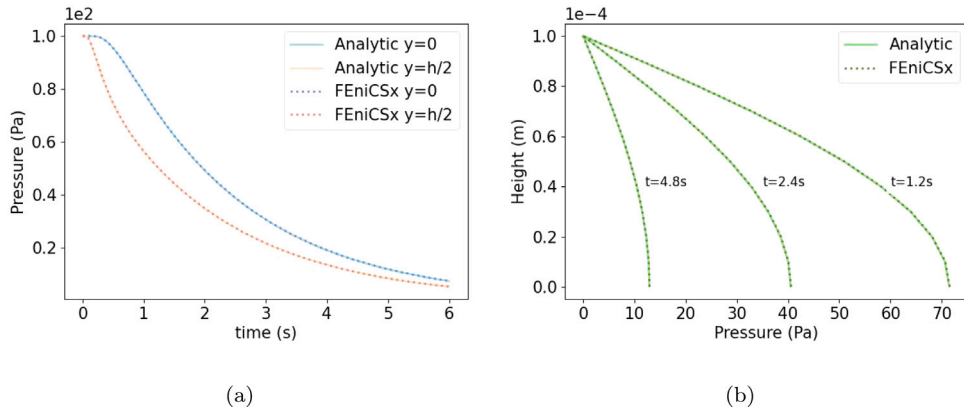 1e2
Analytic y=0
Analytic y=h/2
FEniCSx y=0
FEniCSx y=h/2
1.0
0.8
0.6
0.4
0.2
Pressure (Pa)
0 1 2 3 4 5 6
time (s)
(a)
1e−4
Analytic
FEniCSx
1.0
0.8
0.6
0.4
0.2
0.0
Height (m)
t=4.8s t=2.4s t=1.2s
0 10 20 30 40 50 60 70
Pressure (Pa)
(b)